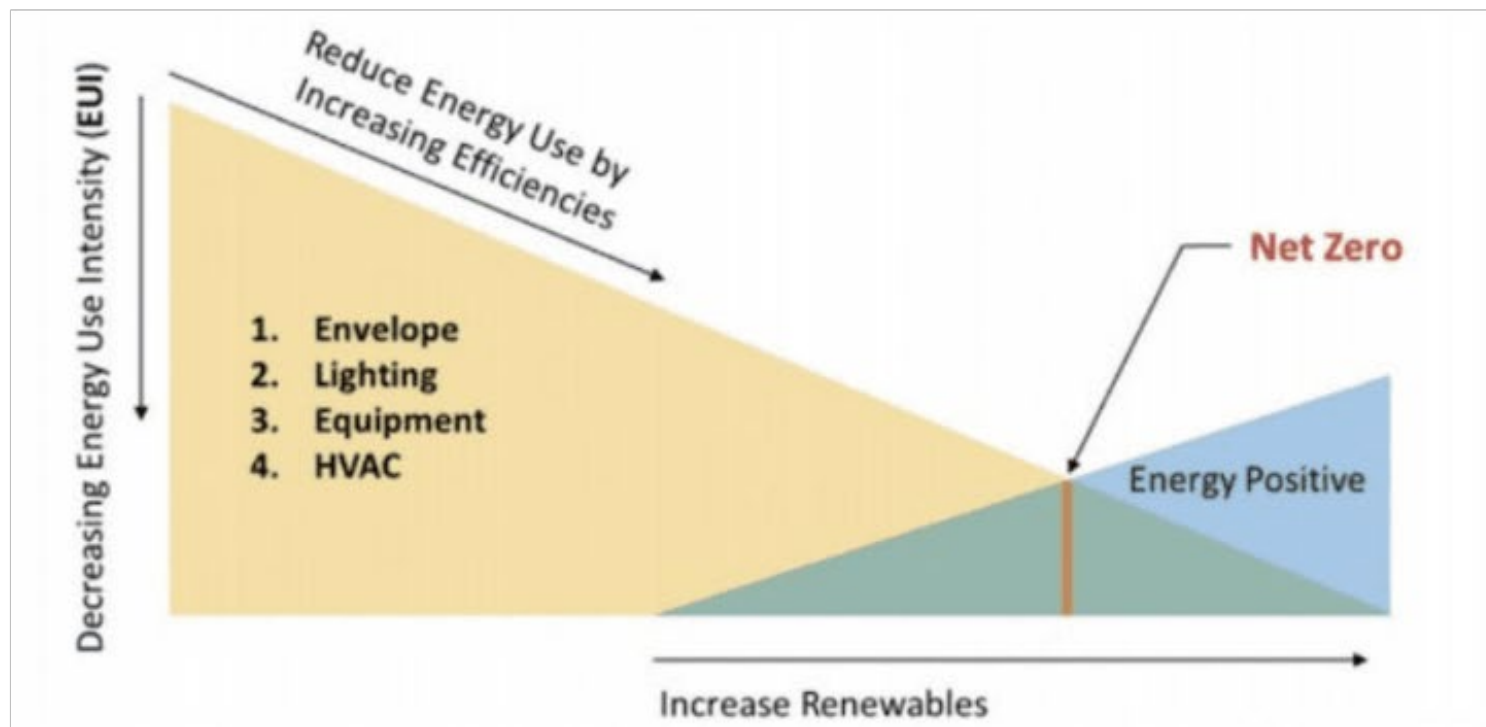 Decreasing Energy Use Intensity (EUI)
Reduce Energy Use by
Increasing Efficiencies
1. Envelope
2. Lighting
3. Equipment
4. HVAC
Net Zero
Energy Positive
Increase Renewables